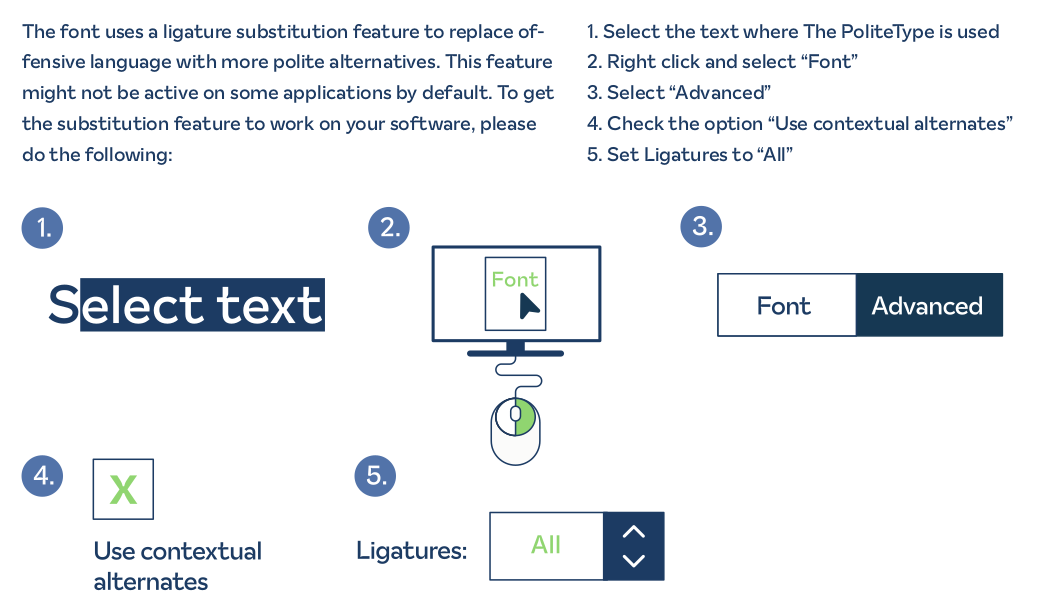 The font uses a ligature substitution feature to replace of-
fensive language with more polite alternatives. This feature
might not be active on some applications by default. To get
the substitution feature to work on your software, please
do the following:
1. Select the text where The PoliteType is used
2. Right click and select “Font”
3. Select “Advanced”
4. Check the option “Use contextual alternates”
5. Set Ligatures to “All”
1.
Select text
2.
Font
3.
Font Advanced
4.
X
Use contextual
alternates
5.
Ligatures: All